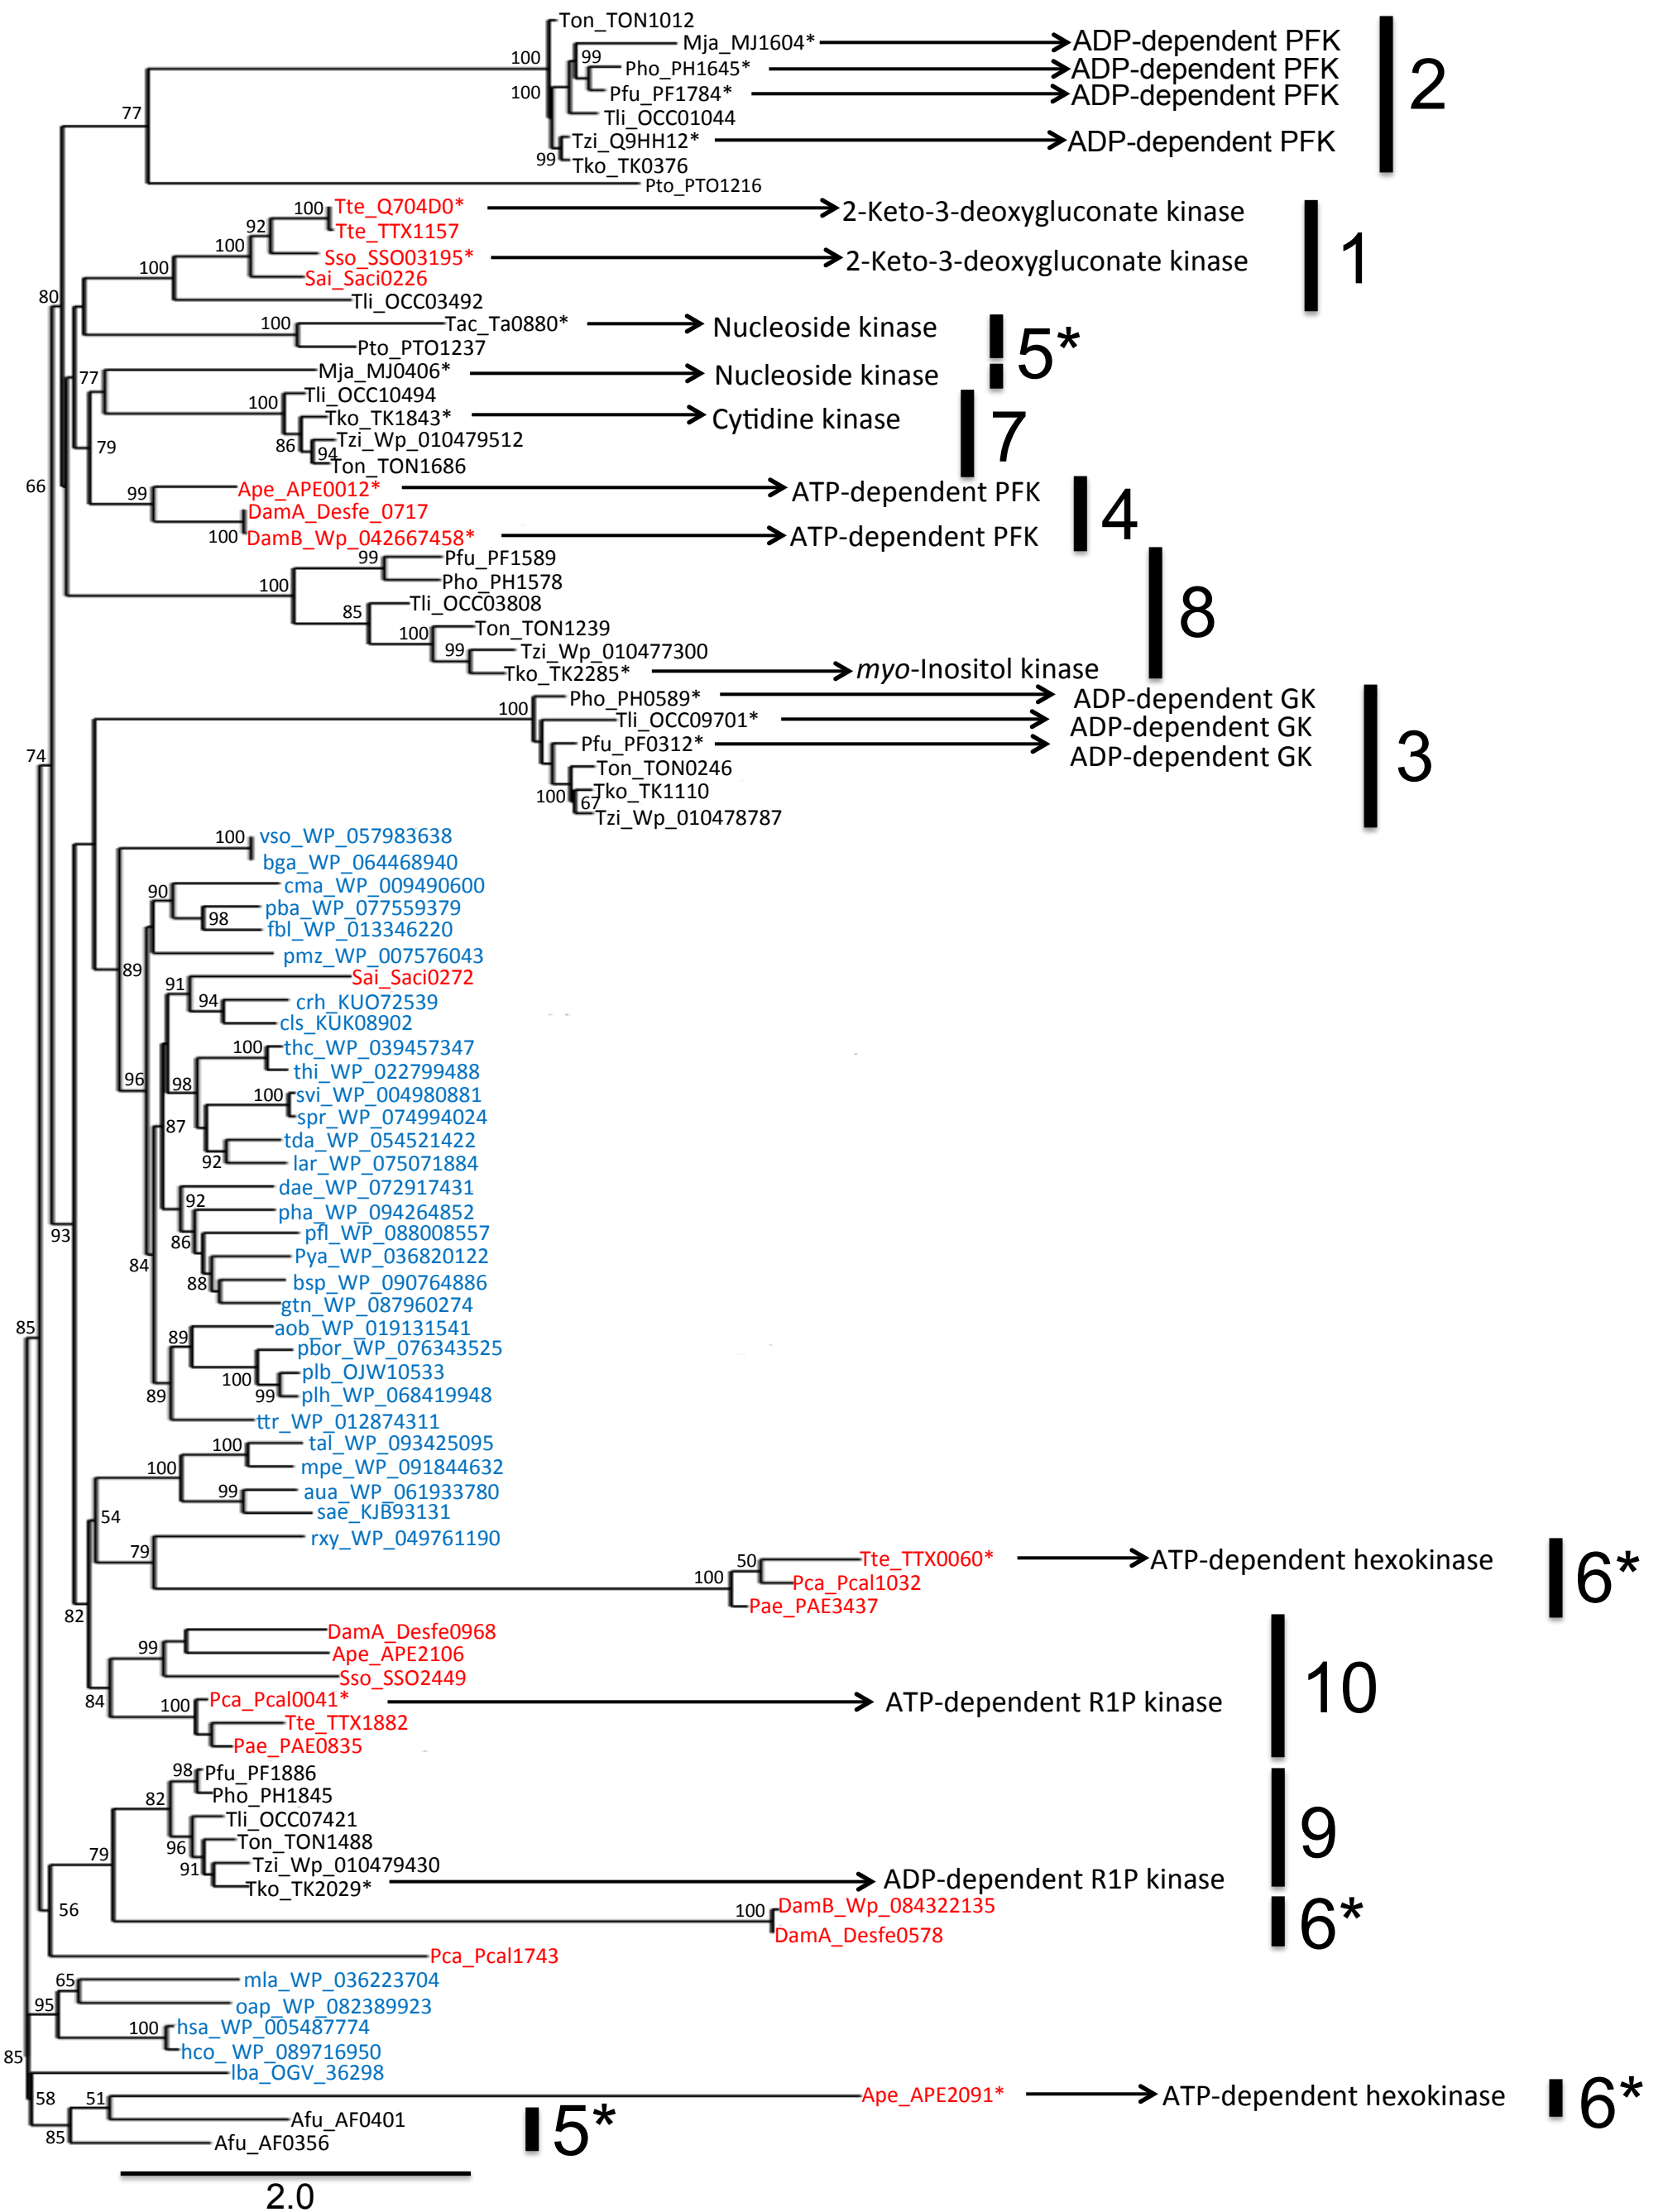 Ton_TON1012
Mja_MJ1604* ADP-dependent PFK
99
100 Pho_PH1645* ADP-dependent PFK
2
100 Pfu_PF1784* ADP-dependent PFK
77 Tli_OCC01044
Tzi_Q9HH12* ADP-dependent PFK
99 Tko_TK0376
Pto_PTO1216
100 Tte_Q704D0* 2-Keto-3-deoxygluconate kinase
92 Tte_TTX1157
100 Sso_SSO03195* 2-Keto-3-deoxygluconate kinase
1
100 Sai_Saci0226
80 Tli_OCC03492
100 Tac_Ta0880* Nucleoside kinase
5*
Pto_PTO1237
77 Mja_MJ0406* Nucleoside kinase
100 Tli_OCC10494
Tko_TK1843* Cytidine kinase
7
79 86 Tzi_Wp_010479512
94 Ton_TON1686
66 99 Ape_APE0012* ATP-dependent PFK
4
DamA_Desfe_0717
100 DamB_Wp_042667458* ATP-dependent PFK
99 Pfu_PF1589
100 Pho_PH1578
85 Tli_OCC03808
8
100 Ton_TON1239
99 Tzi_Wp_010477300
Tko_TK2285* myo-Inositol kinase
100 Pho_PH0589* ADP-dependent GK
Tli_OCC09701* ADP-dependent GK
74 Pfu_PF0312* ADP-dependent GK
3
Ton_TON0246
100 67 Tko_TK1110
Tzi_Wp_010478787
100 vso_WP_057983638
bga_WP_064468940
90 cma_WP_009490600
98 pba_WP_077559379
fbl_WP_013346220
89 pmz_WP_007576043
91 Sai_Saci0272
94 crh_KUO72539
cls_KUK08902
100 thc_WP_039457347
96 98 thi_WP_022799488
100 svi_WP_004980881
87 spr_WP_074994024
tda_WP_054521422
92 lar_WP_075071884
92 dae_WP_072917431
pha_WP_094264852
93 86 pfl_WP_088008557
84 Pya_WP_036820122
88 bsp_WP_090764886
gtn_WP_087960274
85 89 aob_WP_019131541
pbor_WP_076343525
100 plb_OJW10533
89 99 plh_WP_068419948
ttr_WP_012874311
100 tal_WP_093425095
100 mpe_WP_091844632
99 aua_WP_061933780
54 sae_KJB93131
79 rxy_WP_049761190
50 Tte_TTX0060* ATP-dependent hexokinase
6*
100 Pca_Pcal1032
82 Pae_PAE3437
DamA_Desfe0968
99 Ape_APE2106
Sso_SSO2449
10
84 100 Pca_Pcal0041* ATP-dependent R1P kinase
Tte_TTX1882
Pae_PAE0835
98 Pfu_PF1886
82 Pho_PH1845
Tli_OCC07421
9
79 96 Ton_TON1488
91 Tzi_Wp_010479430
Tko_TK2029* ADP-dependent R1P kinase
56 100 DamB_Wp_084322135
6*
DamA_Desfe0578
Pca_Pcal1743
65 mla_WP_036223704
95 oap_WP_082389923
100 hsa_WP_005487774
85 hco_ WP_089716950
lba_OGV_36298
58 51 Ape_APE2091* ATP-dependent hexokinase
6*
Afu_AF0401
5*
85 Afu_AF0356
2.0